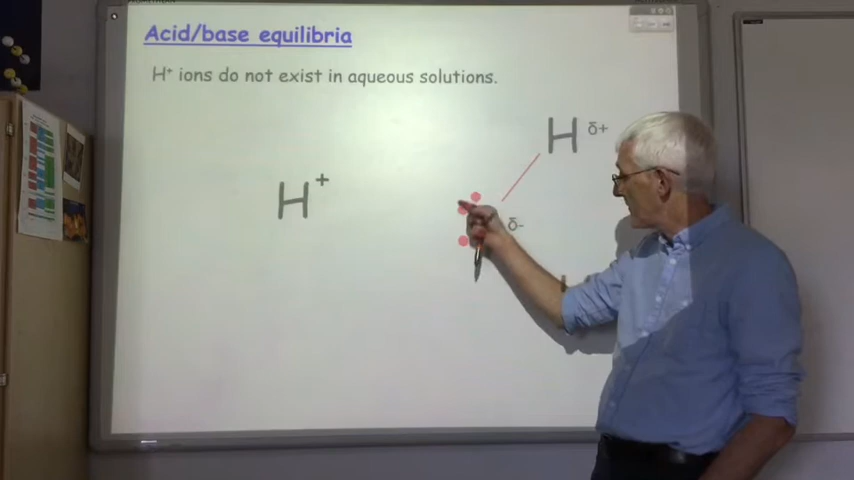 Acid/base equilibria
H⁺ ions do not exist in aqueous solutions.
H δ+
H⁺
δ-